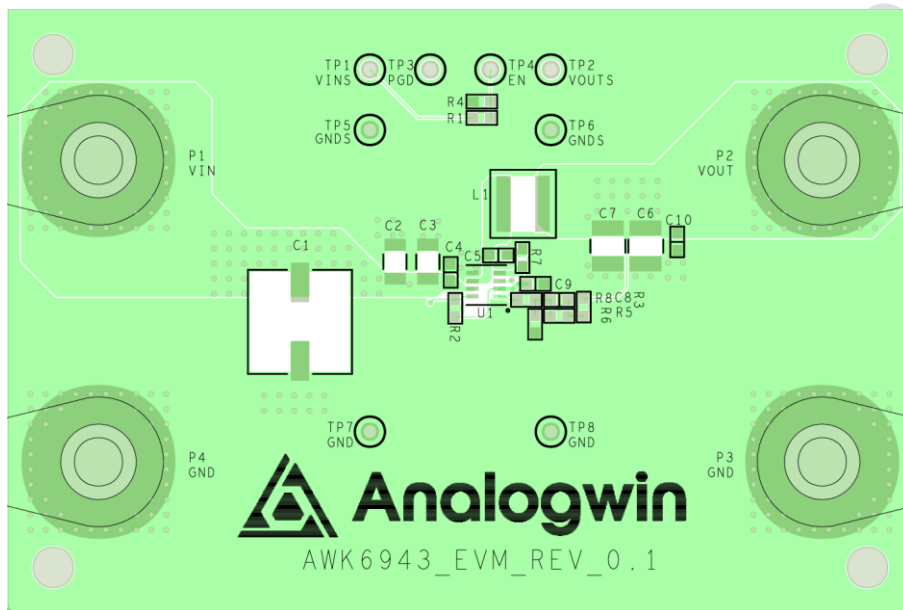 TP1 TP3 TP4 TP2
VINS PGD EN VOUTS
R4
R1
TP5 TP6
GNDS GNDS
P1 P2
VIN VOUT
L1
C1 C2 C3 C4 C5 R7 C7 C6 C10
C9
R8 C8 R3
R2 U1 R6 R5
TP7 TP8
GND GND
P4 P3
GND GND
Analogwin
AWK6943_EVM_REV_0.1